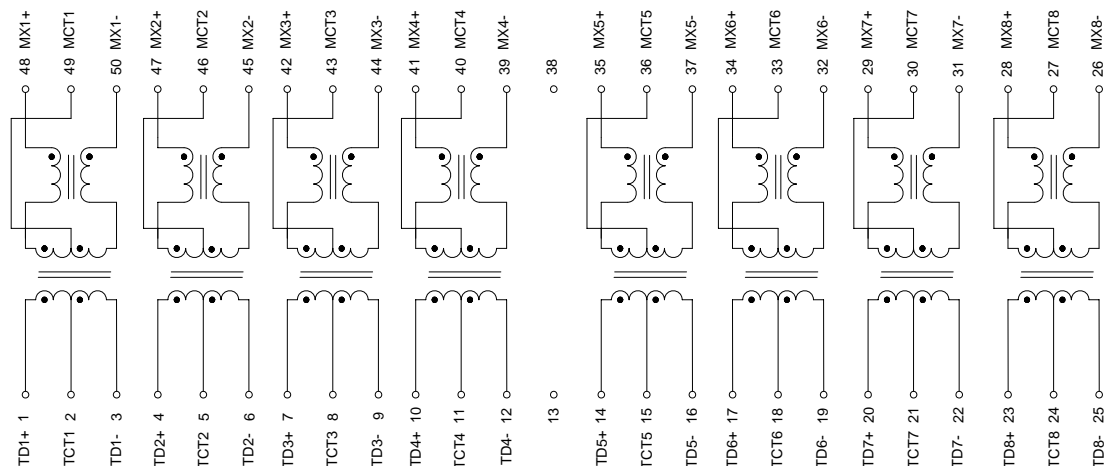 48 MX1+
49 MCT1
50 MX1-
47 MX2+
46 MCT2
45 MX2-
42 MX3+
43 MCT3
44 MX3-
41 MX4+
40 MCT4
39 MX4-
38
35 MX5+
36 MCT5
37 MX5-
34 MX6+
33 MCT6
32 MX6-
29 MX7+
30 MCT7
31 MX7-
28 MX8+
27 MCT8
26 MX8-
TD1+ 1
TCT1 2
TD1- 3
TD2+ 4
TCT2 5
TD2- 6
TD3+ 7
TCT3 8
TD3- 9
TD4+ 10
TCT4 11
TD4- 12
13
TD5+ 14
TCT5 15
TD5- 16
TD6+ 17
TCT6 18
TD6- 19
TD7+ 20
TCT7 21
TD7- 22
TD8+ 23
TCT8 24
TD8- 25